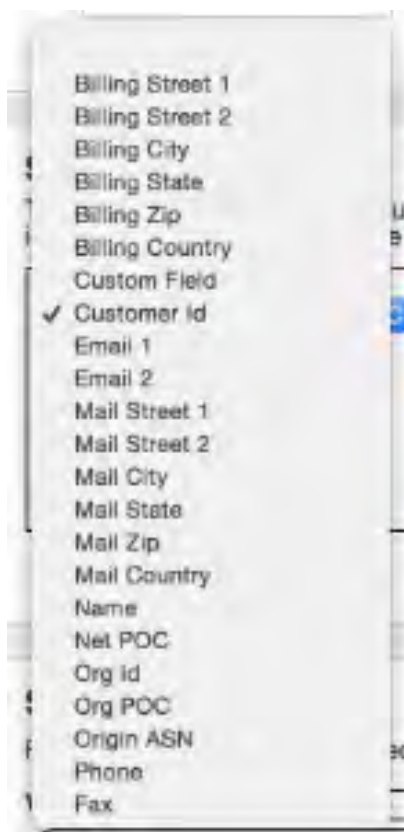 Billing Street 1
Billing Street 2
Billing City
Billing State
Billing Zip
Billing Country
Custom Field
✓ Customer Id
Email 1
Email 2
Mail Street 1
Mail Street 2
Mail City
Mail State
Mail Zip
Mail Country
Name
Net POC
Org Id
Org POC
Origin ASN
Phone
Fax